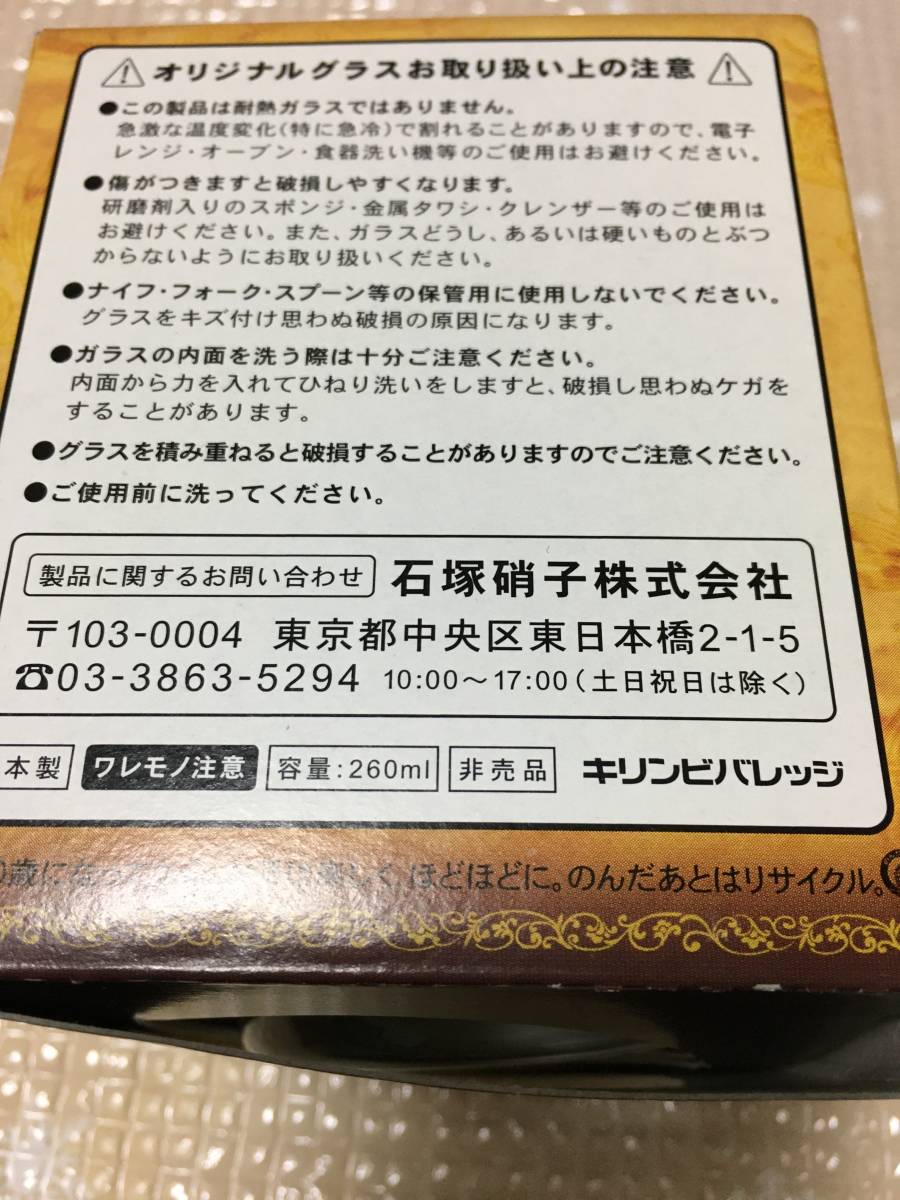 オリジナルグラスお取り扱い上の注意
●この製品は耐熱ガラスではありません。
急激な温度変化(特に急冷)で割れることがありますので、電子
レンジ・オーブン・食器洗い機等のご使用はお避けください。
●傷がつきますと破損しやすくなります。
研磨剤入りのスポンジ・金属タワシ・クレンザー等のご使用は
お避けください。また、ガラスどうし、あるいは硬いものとぶつ
からないようにお取り扱いください。
●ナイフ・フォーク・スプーン等の保管用に使用しないでください。
グラスをキズ付け思わぬ破損の原因になります。
●ガラスの内面を洗う際は十分ご注意ください。
内面から力を入れてひねり洗いをしますと、破損し思わぬケガを
することがあります。
●グラスを積み重ねると破損することがありますのでご注意ください。
●ご使用前に洗ってください。
製品に関するお問い合わせ 石塚硝子株式会社
〒103-0004 東京都中央区東日本橋2-1-5
☎03-3863-5294 10:00〜17:00(土日祝日は除く)
本製 ワレモノ注意 容量:260ml 非売品 キリンビバレッジ
歳になっ 楽しく、ほどほどに。のんだあとはリサイクル。